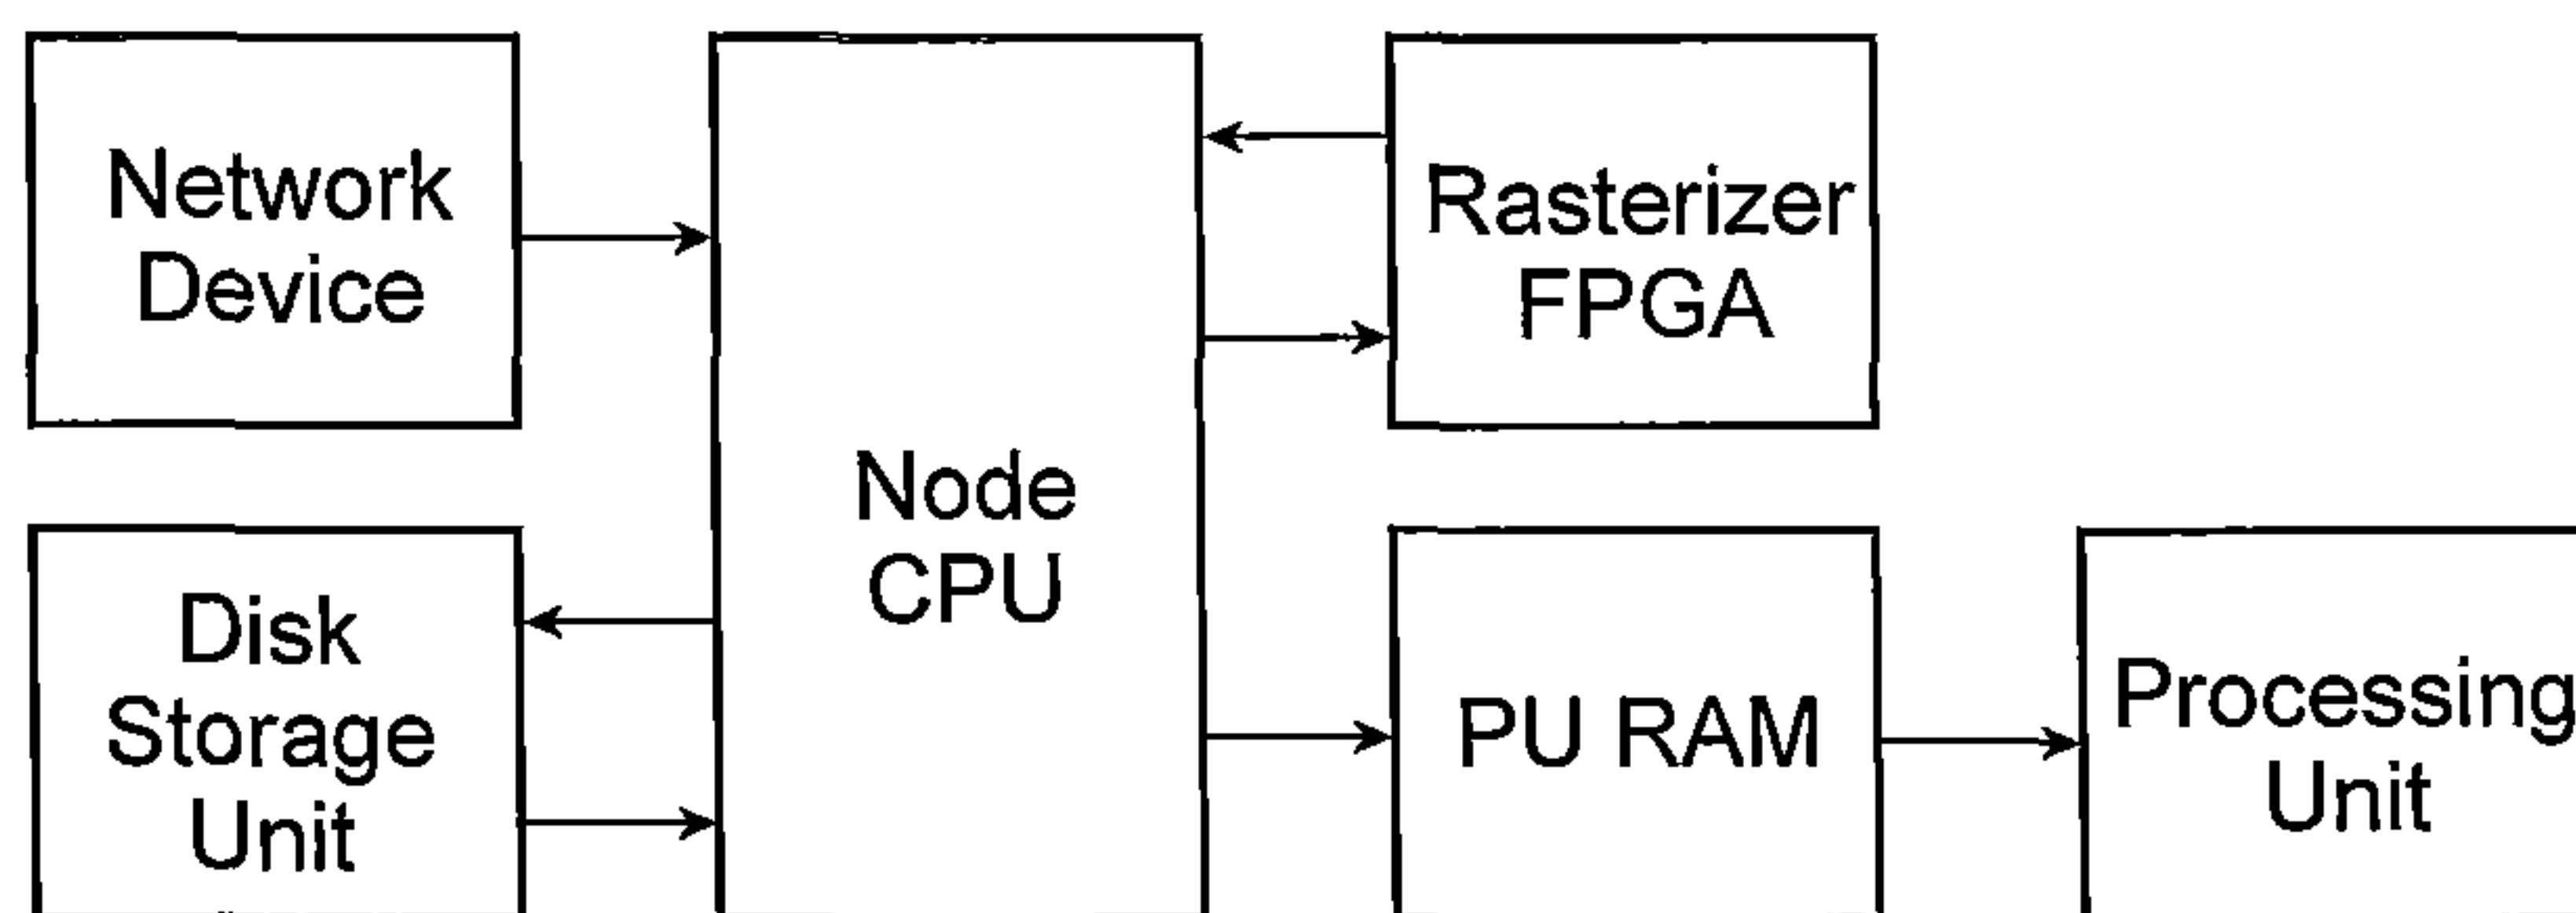 Network
Device
Node
CPU
Rasterizer
FPGA
Disk
Storage
Unit
PU RAM
Processing
Unit